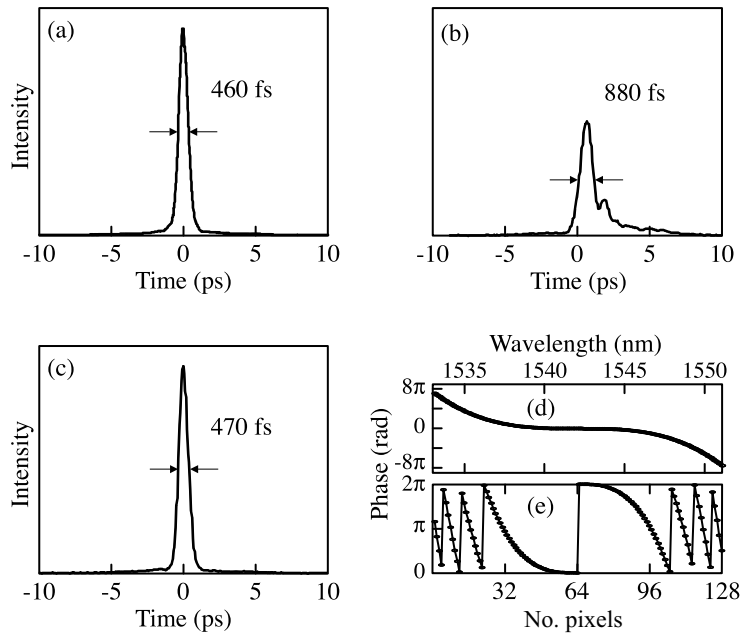 (a)
460 fs
Intensity
-10 -5 0 5 10
Time (ps)
(b)
880 fs
-10 -5 0 5 10
Time (ps)
(c)
470 fs
Intensity
-10 -5 0 5 10
Time (ps)
Wavelength (nm)
1535 1540 1545 1550
8π
0
-8π
(d)
Phase (rad)
2π
π
0
(e)
32 64 96 128
No. pixels